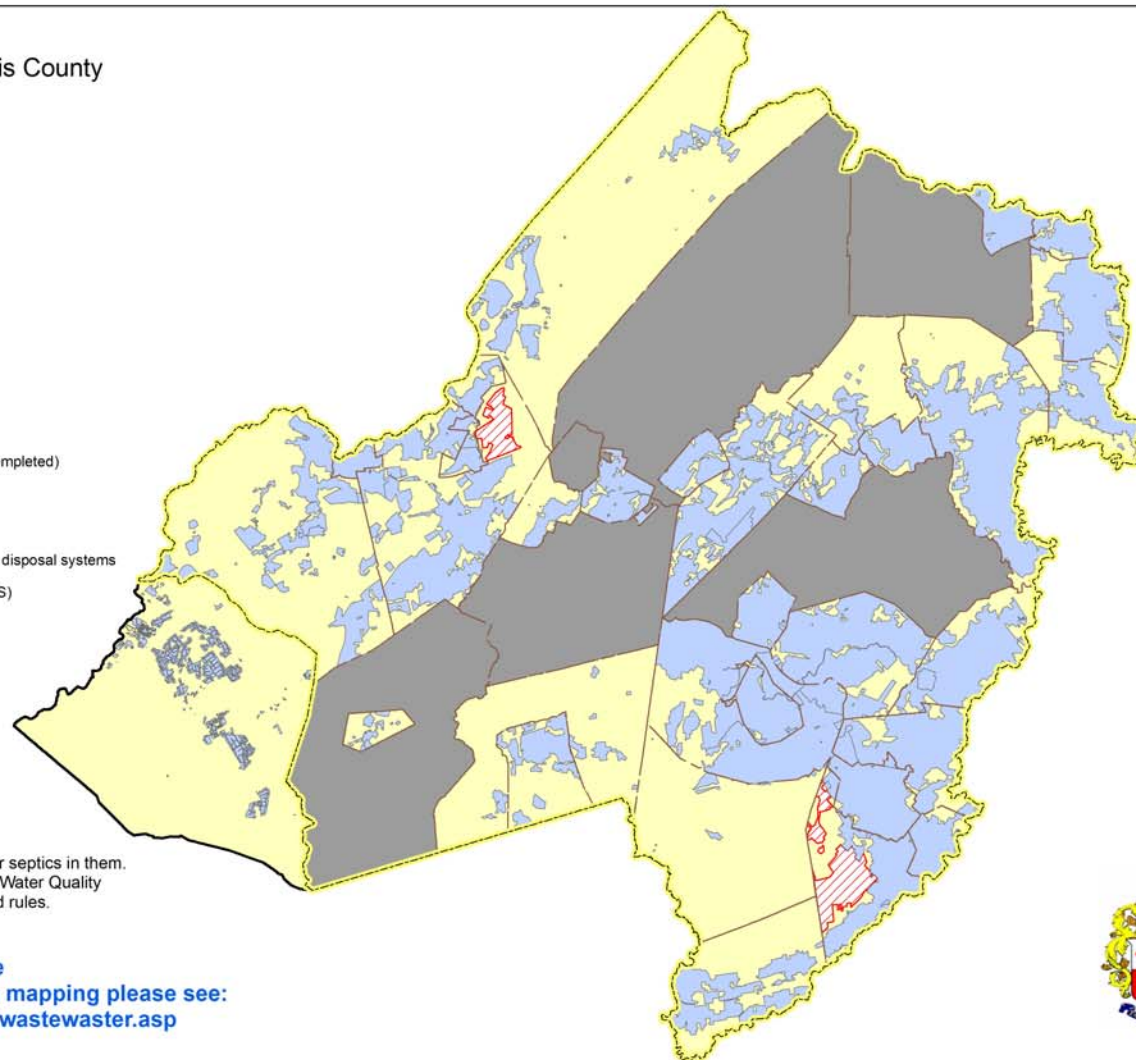 is County
mpleted)
disposal systems
S)
r septics in them.
Water Quality
d rules.
e
mapping please see:
wastewaster.asp